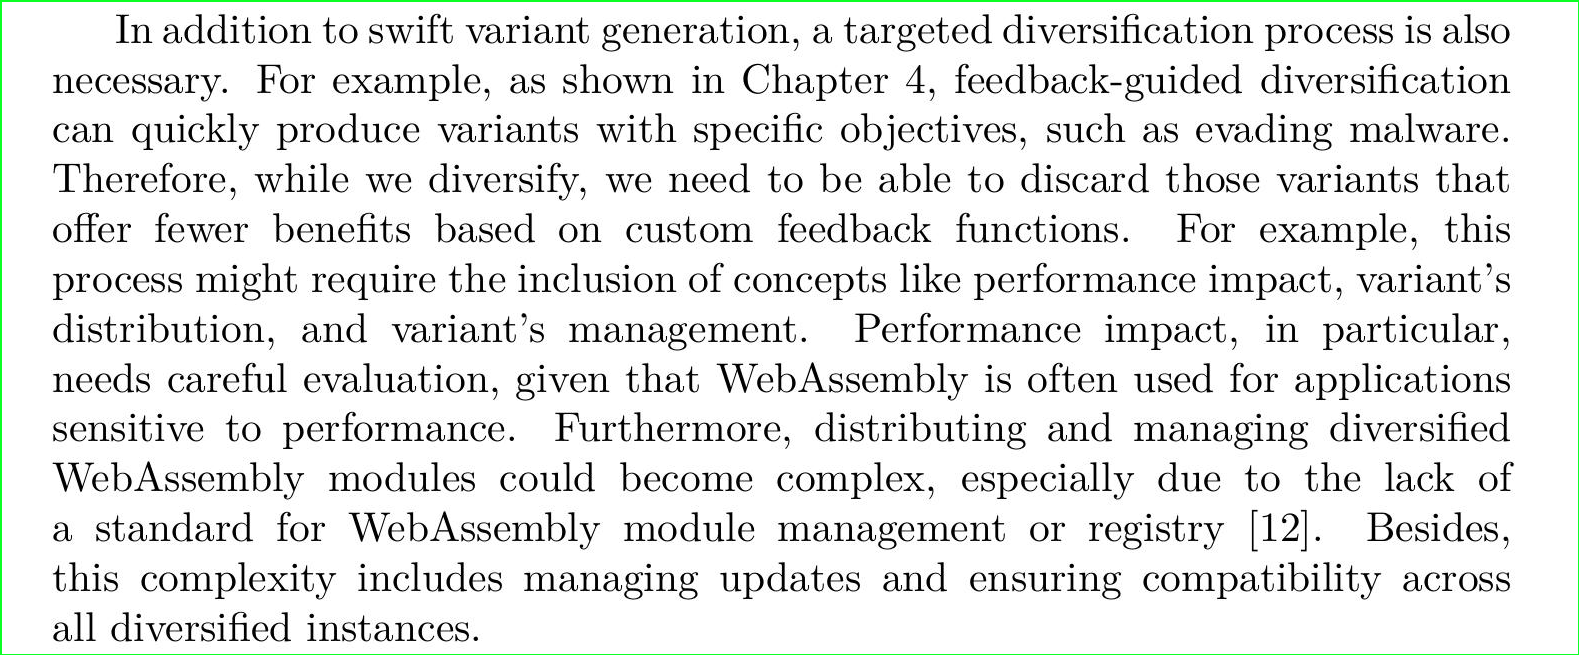 In addition to swift variant generation, a targeted diversification process is also
necessary. For example, as shown in Chapter 4, feedback-guided diversification
can quickly produce variants with specific objectives, such as evading malware.
Therefore, while we diversify, we need to be able to discard those variants that
offer fewer benefits based on custom feedback functions. For example, this
process might require the inclusion of concepts like performance impact, variant's
distribution, and variant's management. Performance impact, in particular,
needs careful evaluation, given that WebAssembly is often used for applications
sensitive to performance. Furthermore, distributing and managing diversified
WebAssembly modules could become complex, especially due to the lack of
a standard for WebAssembly module management or registry [12]. Besides,
this complexity includes managing updates and ensuring compatibility across
all diversified instances.